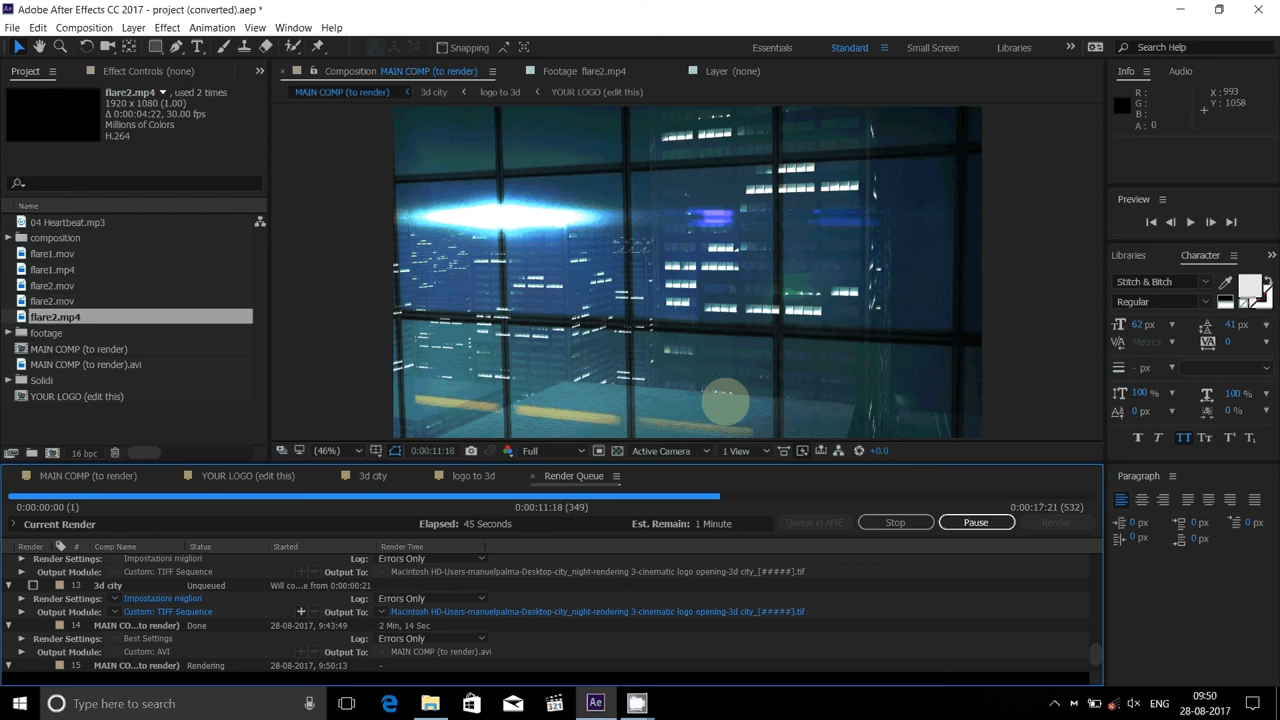 Adobe After Effects CC 2017 - project (converted).aep *
File Edit Composition Layer Effect Animation View Window Help
Snapping Essentials Standard Small Screen Libraries Search Help
Project Effect Controls (none) Composition MAIN COMP (to render) Footage flare2.mp4 Layer (none) Info Audio
flare2.mp4 , used 2 times MAIN COMP (to render) 3d city logo to 3d YOUR LOGO (edit this)
1920 x 1080 (1.00)
Δ 0:00:04:22, 30.00 fps
Millions of Colors
H.264
R: X: 993
G: Y: 1058
B:
A: 0
Name
04 Heartbeat.mp3
composition
flare1.mov
flare1.mp4
flare2.mov
flare2.mov
flare2.mp4
footage
MAIN COMP (to render)
MAIN COMP (to render).avi
Solidi
YOUR LOGO (edit this)
Preview
Libraries Character
Stitch & Bitch
Regular
62 px 41 px
Metrics 0
- px
100 % 100 %
0 px 0 %
T T TT Tт T¹ T₁
16 bpc (46%) 0:00:11:18 Full Active Camera 1 View +0.0
MAIN COMP (to render) YOUR LOGO (edit this) 3d city logo to 3d Render Queue
0:00:00:00 (1) 0:00:11:18 (349) 0:00:17:21 (532)
Current Render Elapsed: 45 Seconds Est. Remain: 1 Minute Queue in AME Stop Pause Render
Render # Comp Name Status Started Render Time
Render Settings: Impostazioni migliori Log: Errors Only
Output Module: Custom: TIFF Sequence Output To: Macintosh HD-Users-manuelpalma-Desktop-city_night-rendering 3-cinematic logo opening-3d city_[#####].tif
13 3d city Unqueued Will co...e from 0:00:00:21
Render Settings: Impostazioni migliori Log: Errors Only
Output Module: Custom: TIFF Sequence Output To: Macintosh HD-Users-manuelpalma-Desktop-city_night-rendering 3-cinematic logo opening-3d city_[#####].tif
14 MAIN CO...to render) Done 28-08-2017, 9:43:49 2 Min, 14 Sec
Render Settings: Best Settings Log: Errors Only
Output Module: Custom: AVI Output To: MAIN COMP (to render).avi
15 MAIN CO...to render) Rendering 28-08-2017, 9:50:13 -
Paragraph
0 px 0 px 0 px
0 px 0 px
Type here to search 321 Ae ENG 09:50
28-08-2017